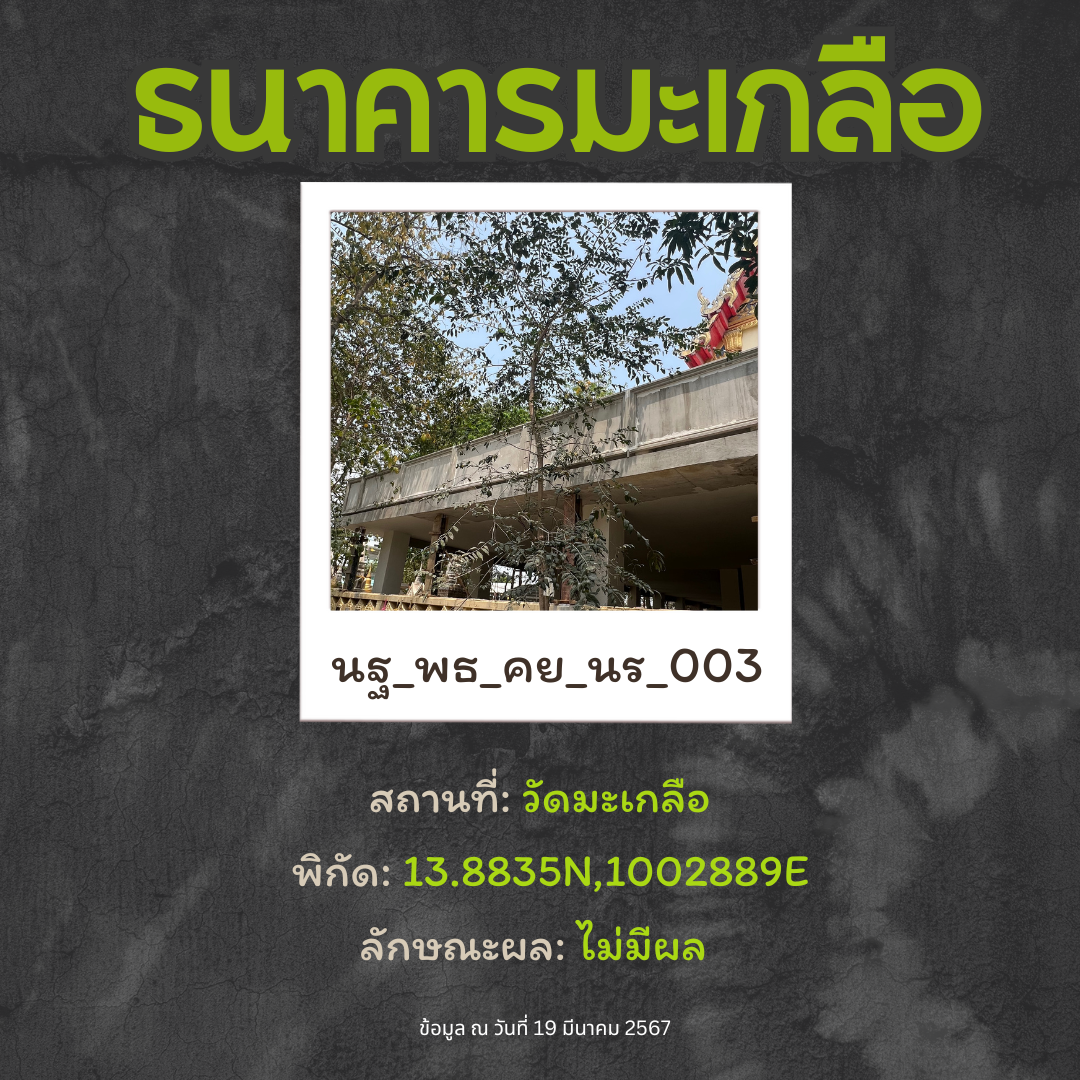 ธนาคารมะเกลือ
นฐ_พธ_คย_นร_003
สถานที่: วัดมะเกลือ
พิกัด: 13.8835N,1002889E
ลักษณะผล: ไม่มีผล
ข้อมูล ณ วันที่ 19 มีนาคม 2567